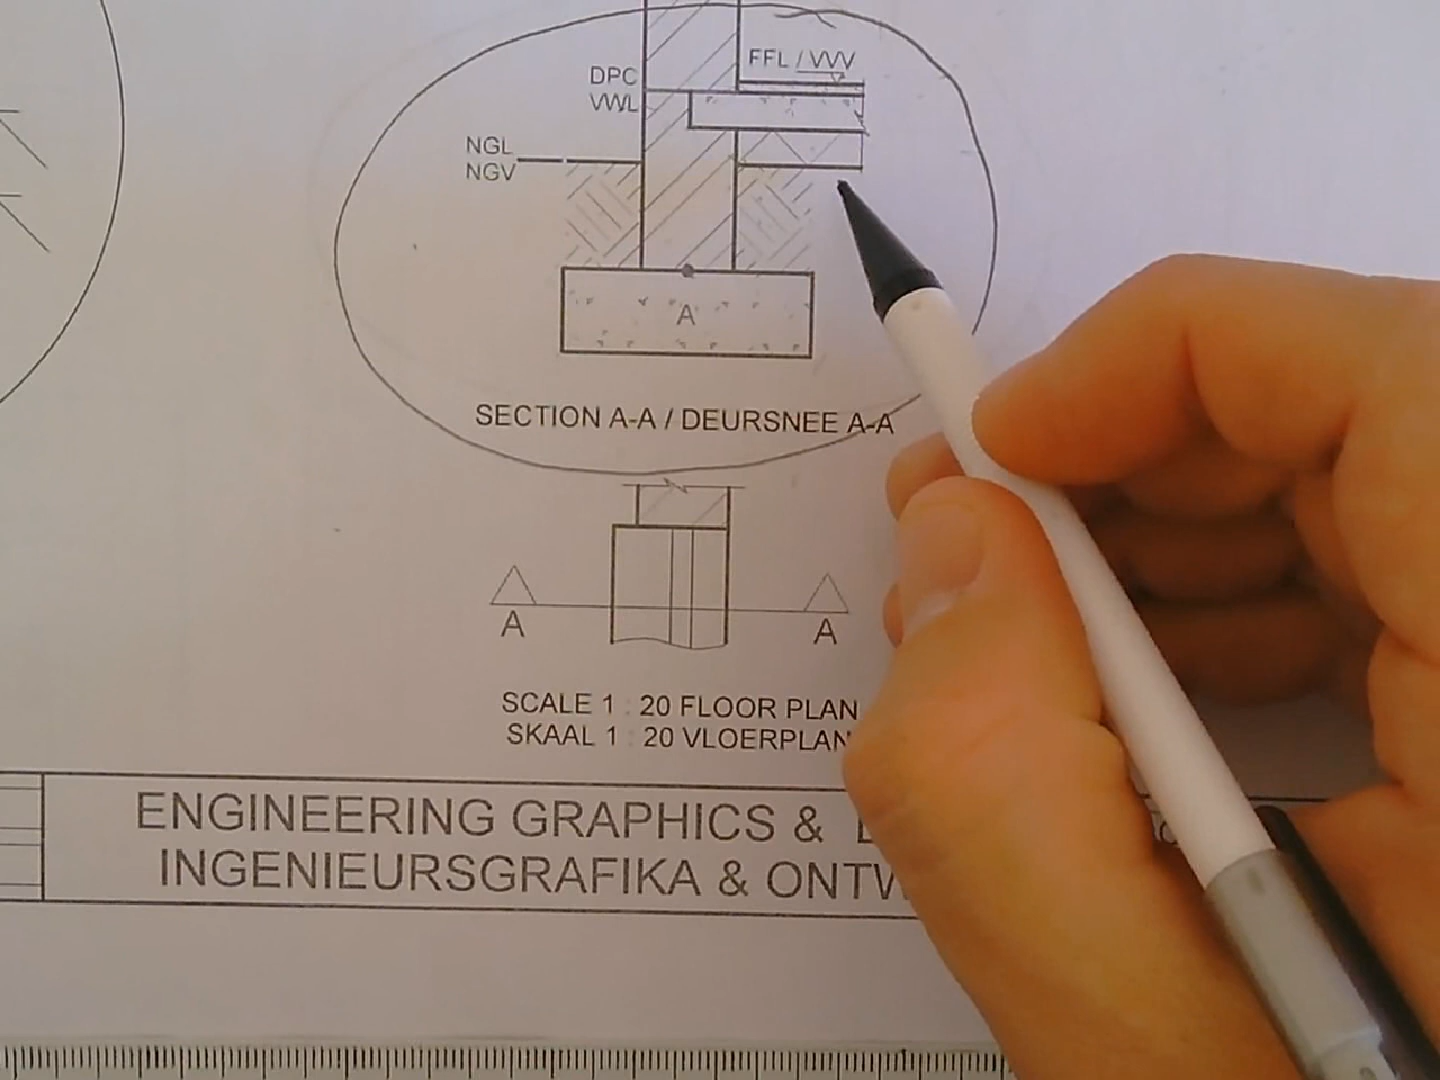 FFL / VVV
DPC
VWL
NGL
NGV
A
SECTION A-A / DEURSNEE A-A
A
A
SCALE 1 : 20 FLOOR PLAN
SKAAL 1 : 20 VLOERPLAN
ENGINEERING GRAPHICS &
INGENIEURSGRAFIKA &